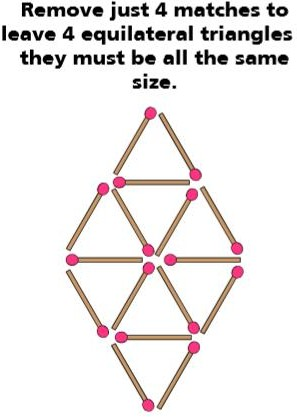 Remove just 4 matches to
leave 4 equilateral triangles
they must be all the same
size.